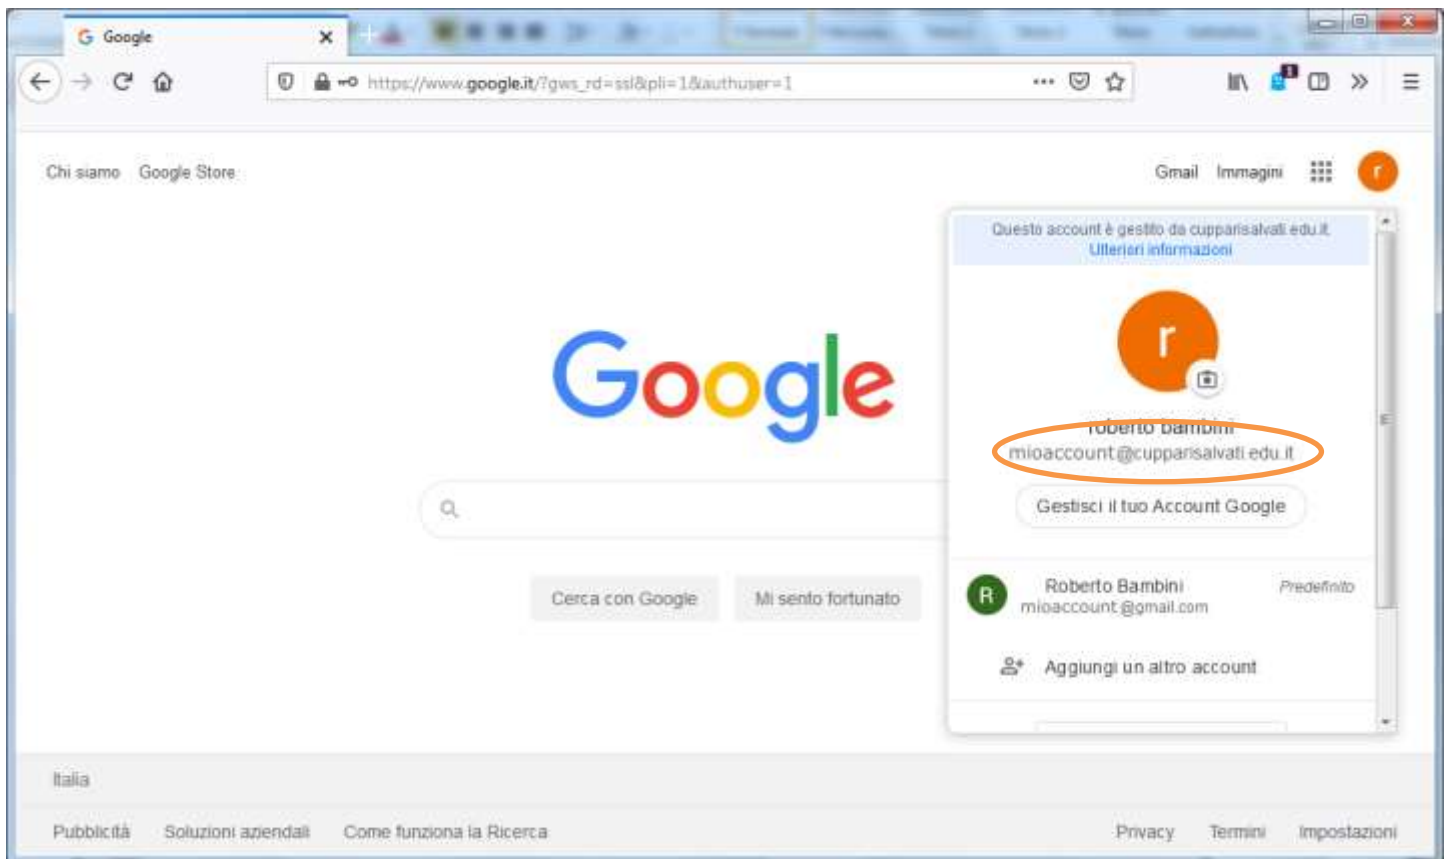 Google
https://www.google.it/?gws_rd=ssl&pli=1&authuser=1
1
Chi siamo Google Store
Gmail Immagini
r
Questo account è gestito da cupparisalvati.edu.it.
Ulteriori informazioni
r
Google
roberto bambini
mioaccount@cupparisalvati.edu.it
Gestisci il tuo Account Google
Cerca con Google Mi sento fortunato
R
Roberto Bambini Predefinito
mioaccount @gmail.com
Aggiungi un altro account
Italia
Pubblicità Soluzioni aziendali Come funziona la Ricerca
Privacy Termini Impostazioni